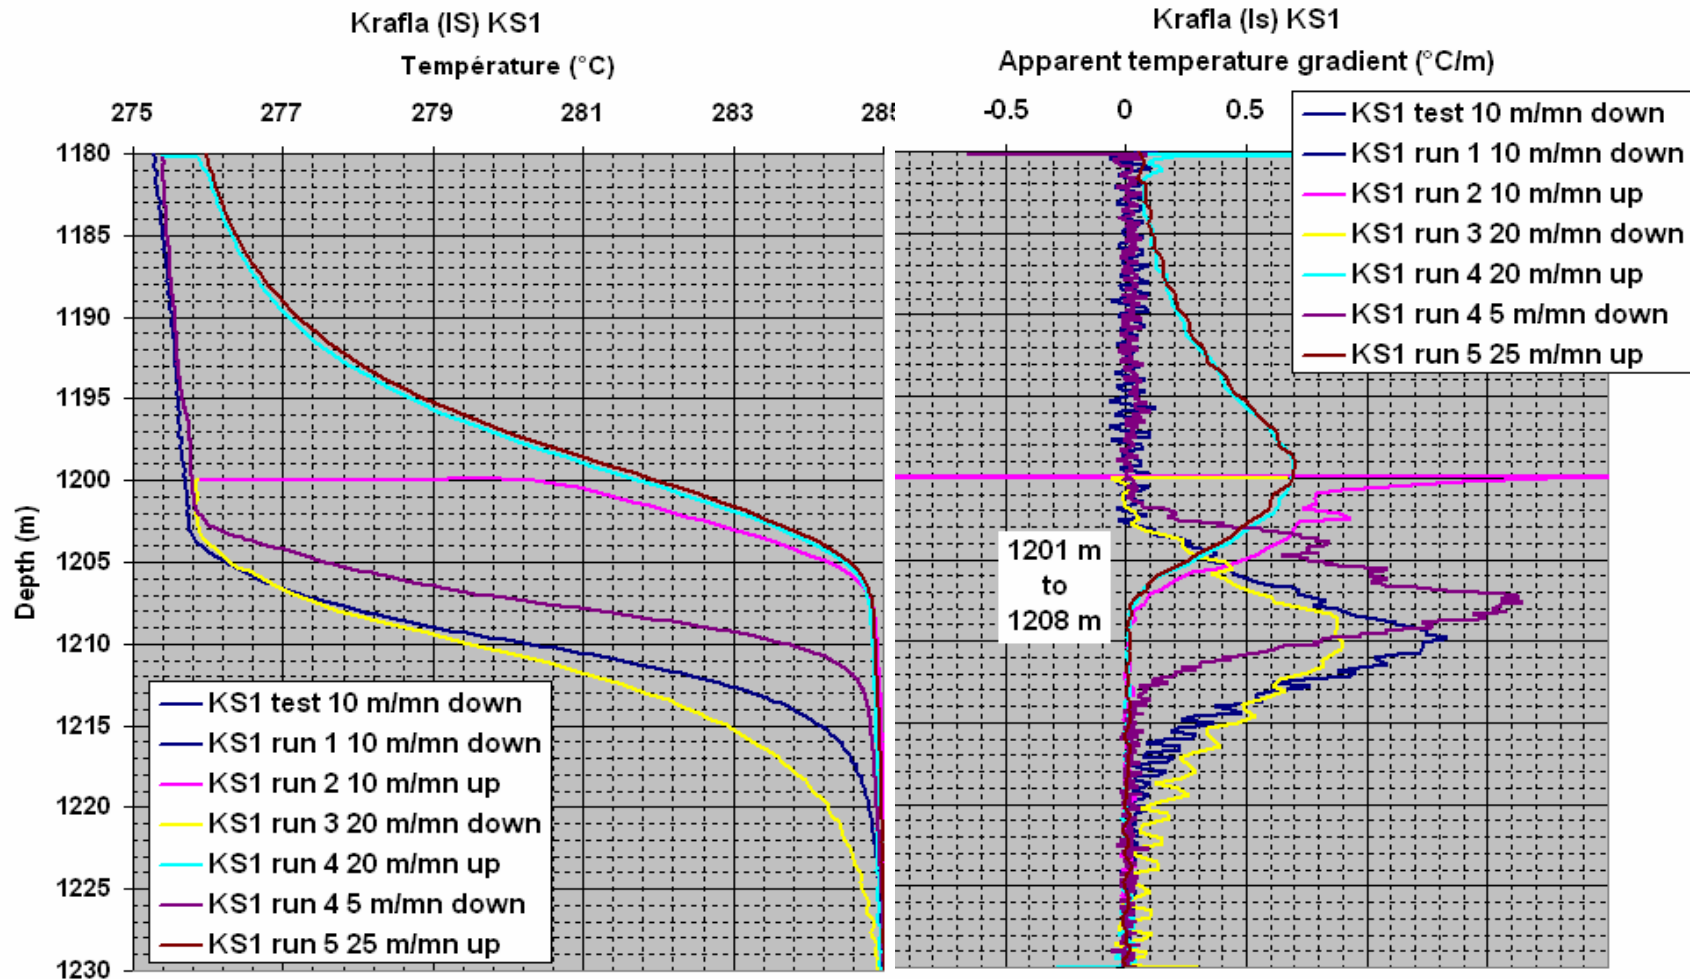 Krafla (IS) KS1
Température (°C)
275 277 279 281 283 285
Depth (m)
1180
1185
1190
1195
1200
1205
1210
1215
1220
1225
1230
KS1 test 10 m/mn down
KS1 run 1 10 m/mn down
KS1 run 2 10 m/mn up
KS1 run 3 20 m/mn down
KS1 run 4 20 m/mn up
KS1 run 4 5 m/mn down
KS1 run 5 25 m/mn up
Krafla (Is) KS1
Apparent temperature gradient (°C/m)
-0.5 0 0.5
KS1 test 10 m/mn down
KS1 run 1 10 m/mn down
KS1 run 2 10 m/mn up
KS1 run 3 20 m/mn down
KS1 run 4 20 m/mn up
KS1 run 4 5 m/mn down
KS1 run 5 25 m/mn up
1201 m
to
1208 m